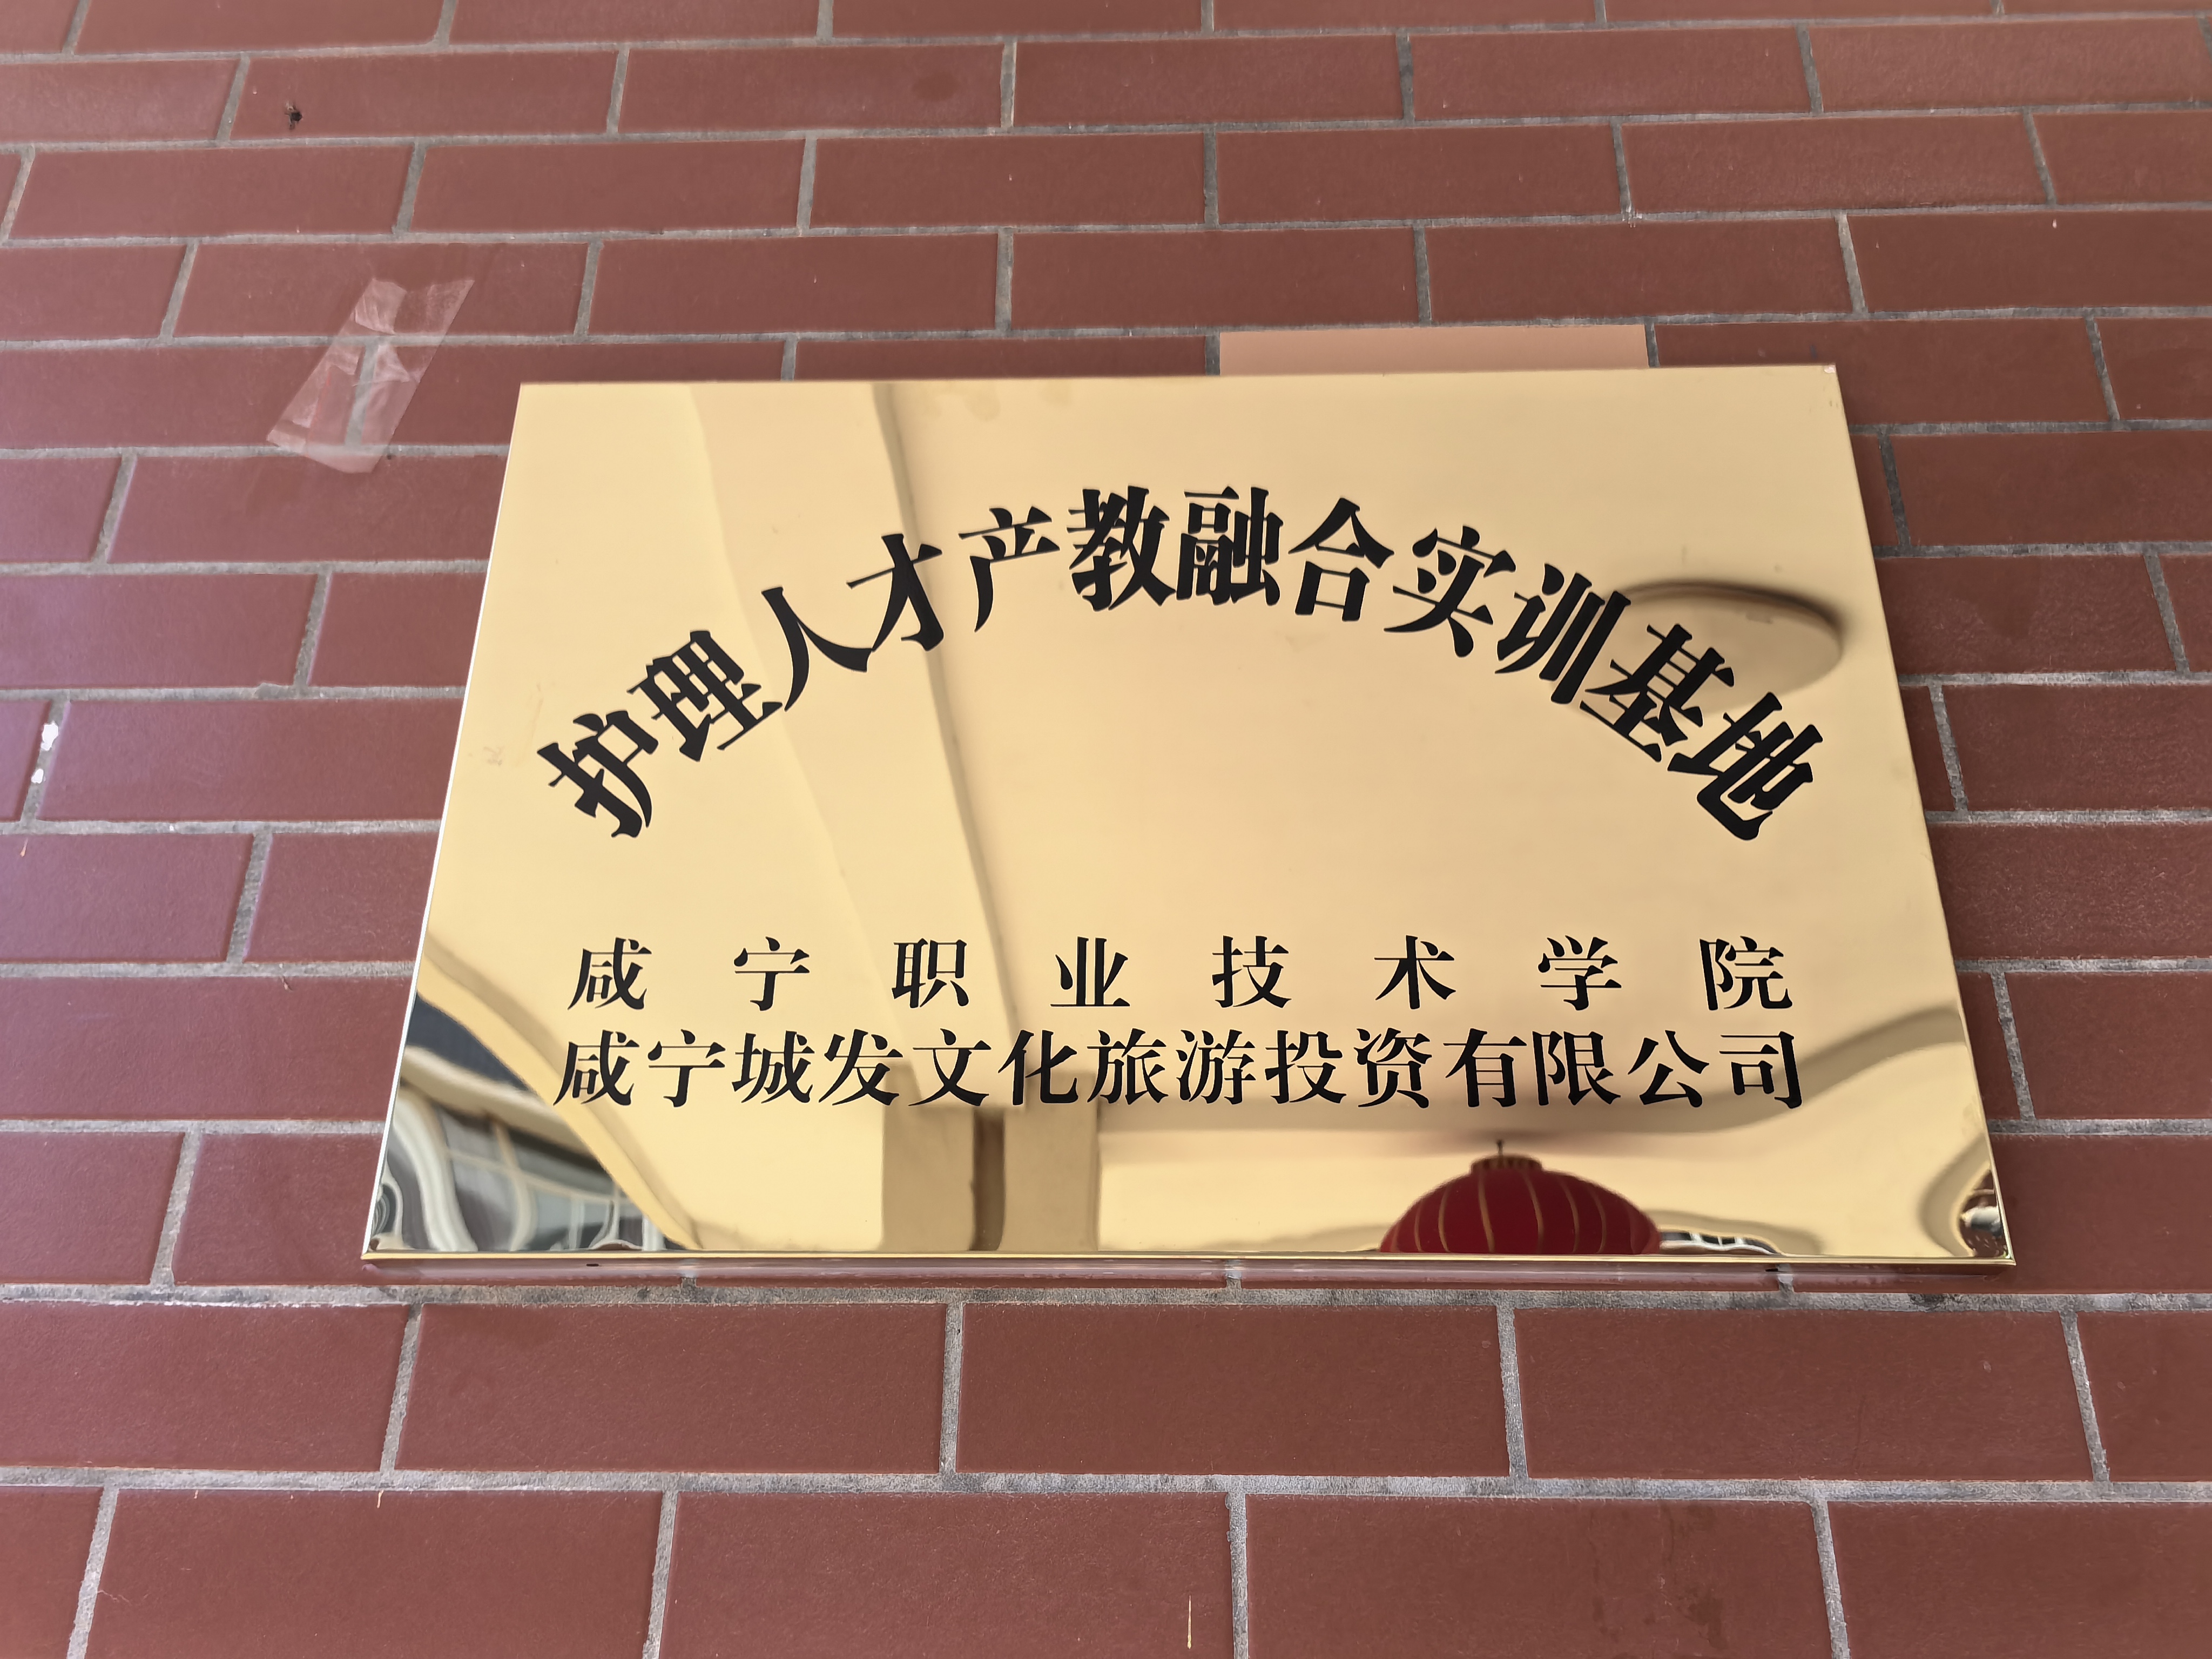 护理人才产教融合实训基地
咸宁职业技术学院
咸宁城发文化旅游投资有限公司